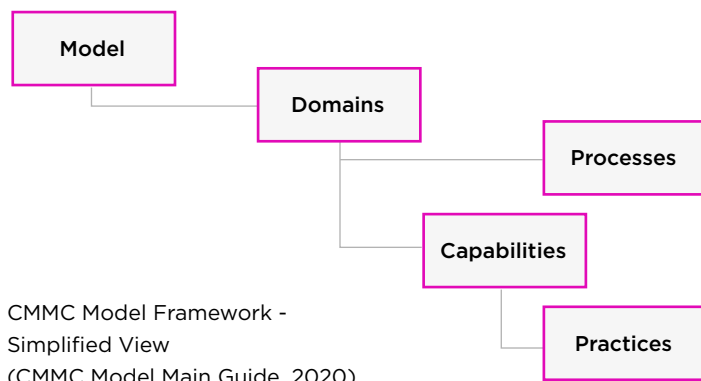 Model
Domains
Processes
Capabilities
Practices
CMMC Model Framework -
Simplified View
(CMMC Model Main Guide, 2020)